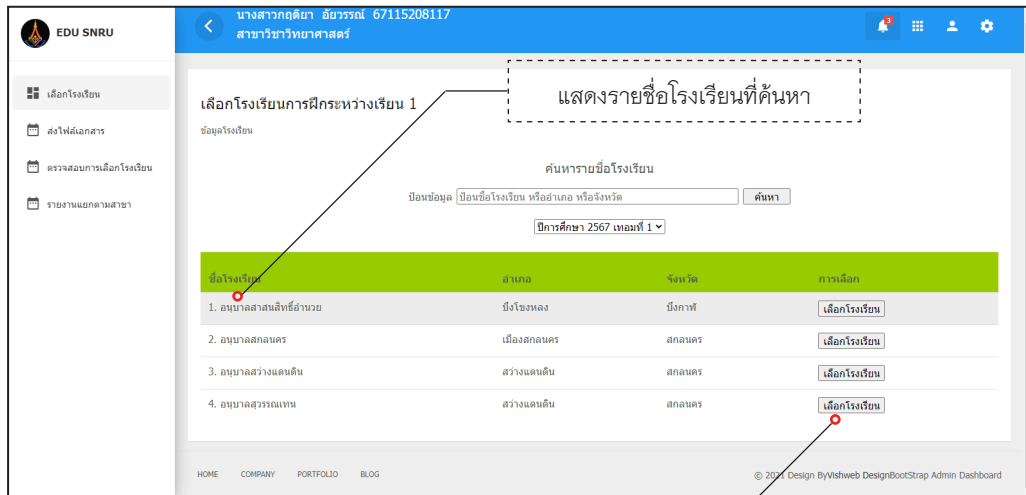 EDU SNRU
นางสาวกฤติยา อัยวรรณ์ 67115208117
สาขาวิชาวิทยาศาสตร์
3
เลือกโรงเรียน
ส่งไฟล์เอกสาร
ตรวจสอบการเลือกโรงเรียน
รายงานแยกตามสาขา
แสดงรายชื่อโรงเรียนที่ค้นหา
เลือกโรงเรียนการฝึกระหว่างเรียน 1
ข้อมูลโรงเรียน
ค้นหารายชื่อโรงเรียน
ป้อนข้อมูล ป้อนชื่อโรงเรียน หรืออำเภอ หรือจังหวัด ค้นหา
ปีการศึกษา 2567 เทอมที่ 1
ชื่อโรงเรียน อำเภอ จังหวัด การเลือก
1. อนุบาลสาสนสิทธิ์อำนวย บึงโขงหลง บึงกาฬ เลือกโรงเรียน
2. อนุบาลสกลนคร เมืองสกลนคร สกลนคร เลือกโรงเรียน
3. อนุบาลสว่างแดนดิน สว่างแดนดิน สกลนคร เลือกโรงเรียน
4. อนุบาลสุวรรณแทน สว่างแดนดิน สกลนคร เลือกโรงเรียน
HOME COMPANY PORTFOLIO BLOG © 2021 Design ByVishweb DesignBootStrap Admin Dashboard